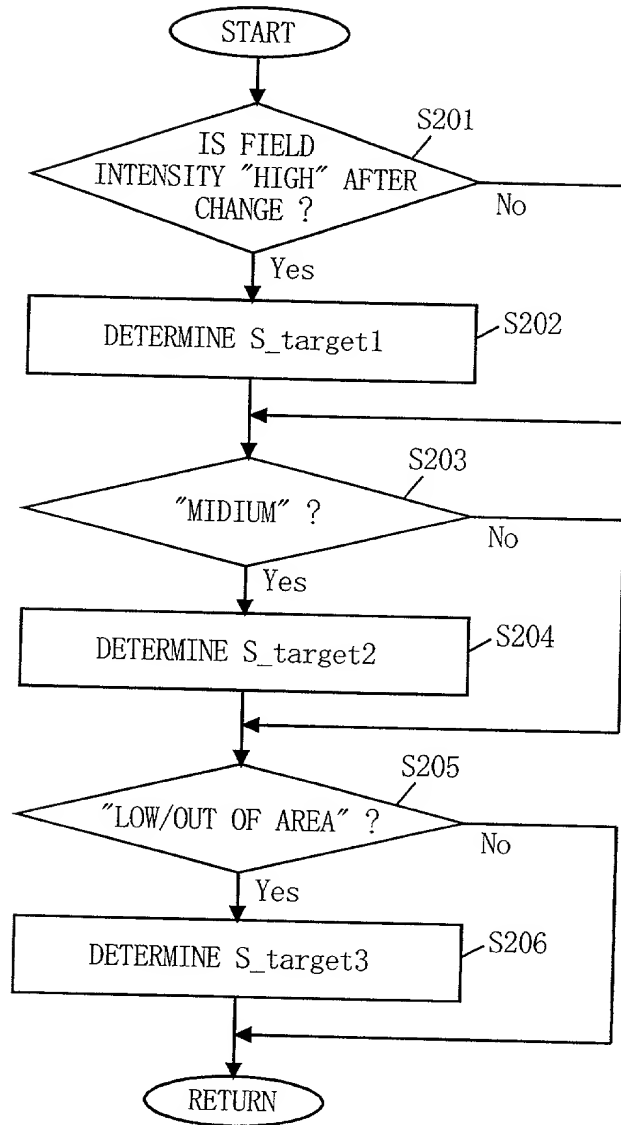 START
S201
IS FIELD
INTENSITY "HIGH" AFTER
CHANGE ?
No
Yes
DETERMINE S_target1
S202
S203
"MIDIUM" ?
No
Yes
DETERMINE S_target2
S204
S205
"LOW/OUT OF AREA" ?
No
Yes
DETERMINE S_target3
S206
RETURN